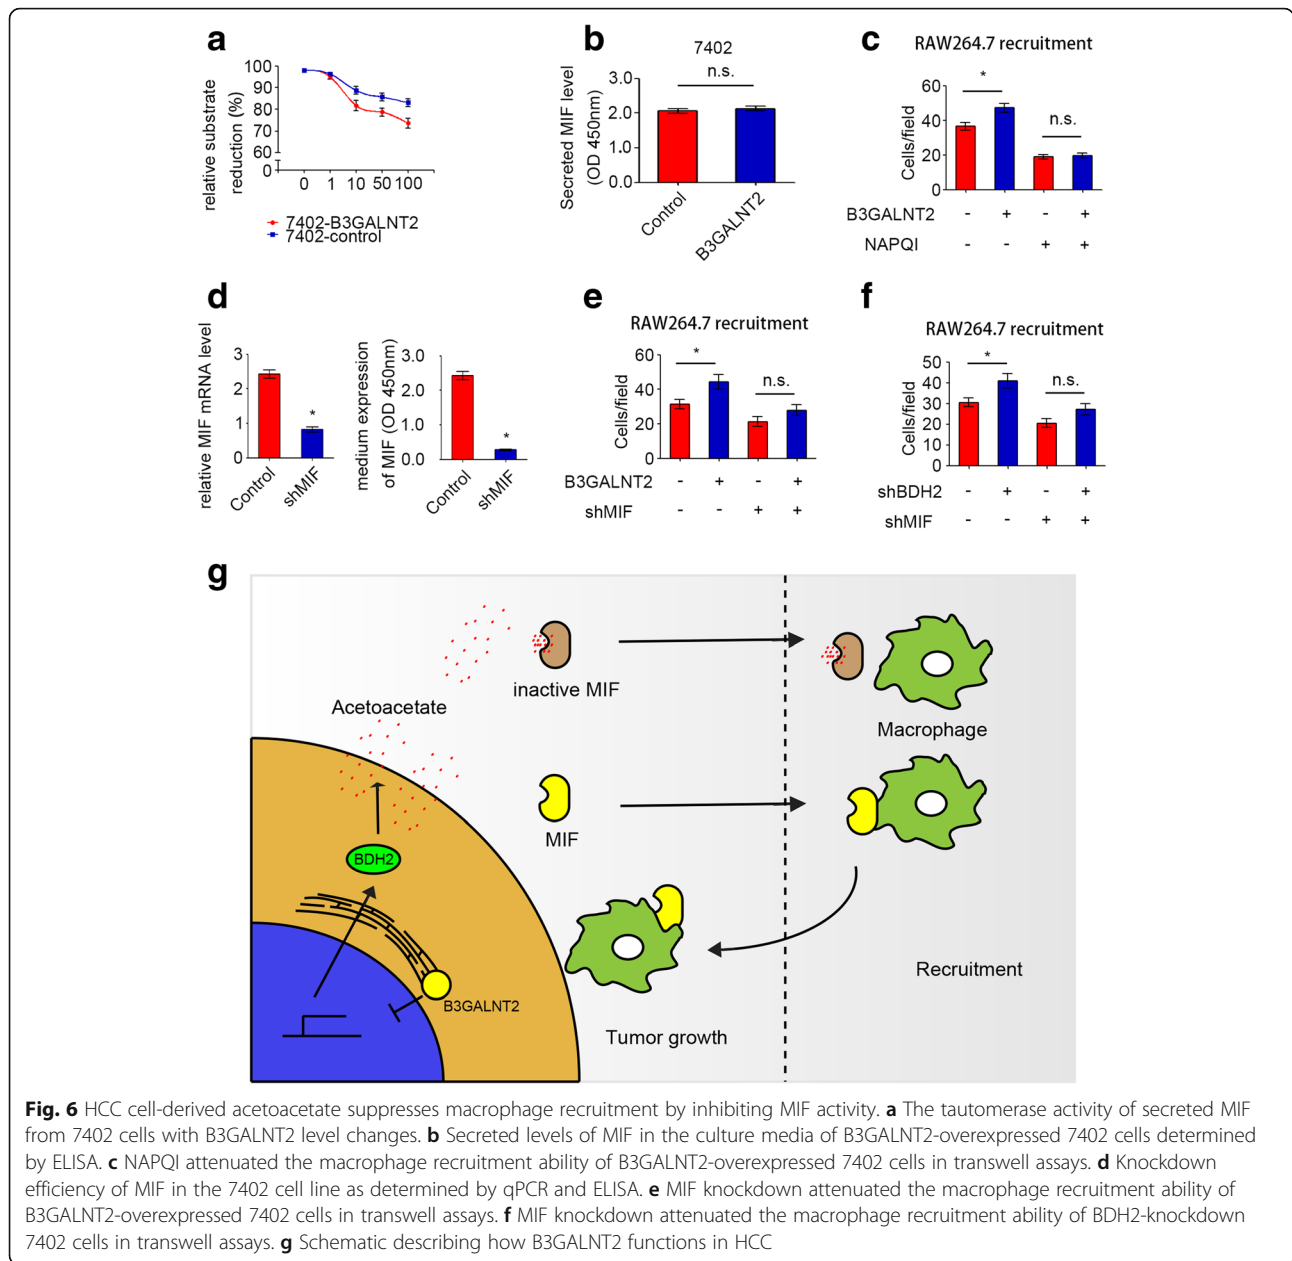 a
relative substrate
reduction (%)
100
90
80
70
60
0
0 1 10 50 100
7402-B3GALNT2
7402-control
b
7402
n.s.
Secreted MIF level
(OD 450nm)
3.0
2.0
1.0
0.0
Control
B3GALNT2
c
RAW264.7 recruitment
Cells/field
60
40
20
0
*
n.s.
B3GALNT2 - + - +
NAPQI - - + +
d
relative MIF mRNA level
3
2
1
0
*
Control
shMIF
medium expression
of MIF (OD 450nm)
3.0
2.0
1.0
0.0
*
Control
shMIF
e
RAW264.7 recruitment
Cells/field
60
40
20
0
*
n.s.
B3GALNT2 - + - +
shMIF - - + +
f
RAW264.7 recruitment
Cells/field
50
40
30
20
10
0
*
n.s.
shBDH2 - + - +
shMIF - - + +
g
inactive MIF
Acetoacetate
Macrophage
MIF
BDH2
B3GALNT2
Recruitment
Tumor growth
Fig. 6 HCC cell-derived acetoacetate suppresses macrophage recruitment by inhibiting MIF activity. a The tautomerase activity of secreted MIF
from 7402 cells with B3GALNT2 level changes. b Secreted levels of MIF in the culture media of B3GALNT2-overexpressed 7402 cells determined
by ELISA. c NAPQI attenuated the macrophage recruitment ability of B3GALNT2-overexpressed 7402 cells in transwell assays. d Knockdown
efficiency of MIF in the 7402 cell line as determined by qPCR and ELISA. e MIF knockdown attenuated the macrophage recruitment ability of
B3GALNT2-overexpressed 7402 cells in transwell assays. f MIF knockdown attenuated the macrophage recruitment ability of BDH2-knockdown
7402 cells in transwell assays. g Schematic describing how B3GALNT2 functions in HCC